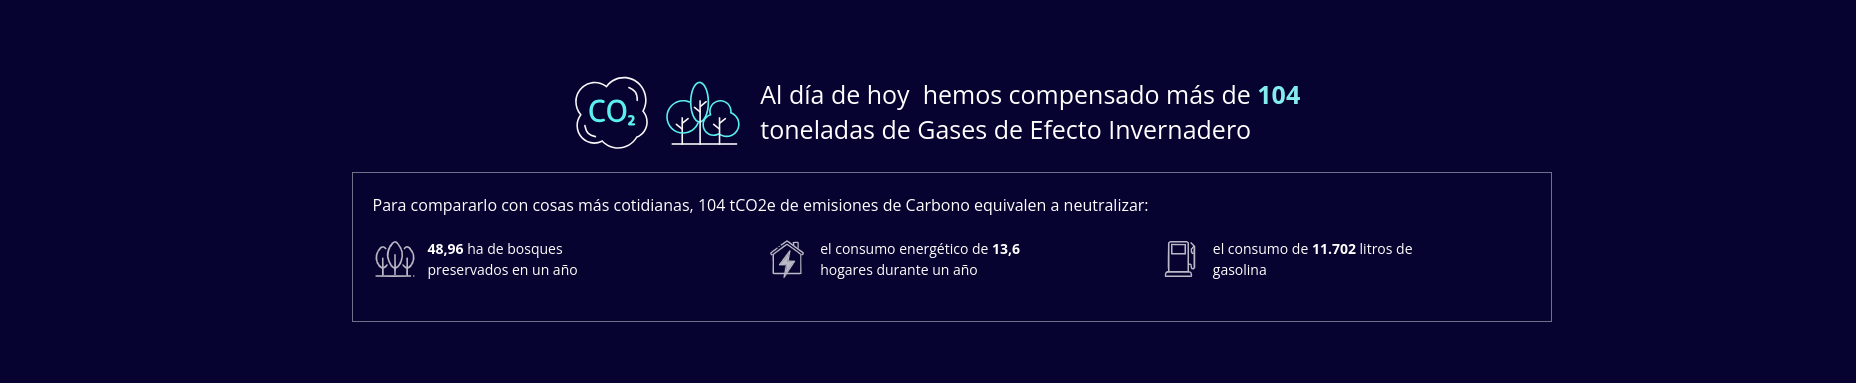 CO₂
Al día de hoy  hemos compensado más de 104
toneladas de Gases de Efecto Invernadero
Para compararlo con cosas más cotidianas, 104 tCO2e de emisiones de Carbono equivalen a neutralizar:
48,96 ha de bosques
preservados en un año
el consumo energético de 13,6
hogares durante un año
el consumo de 11.702 litros de
gasolina